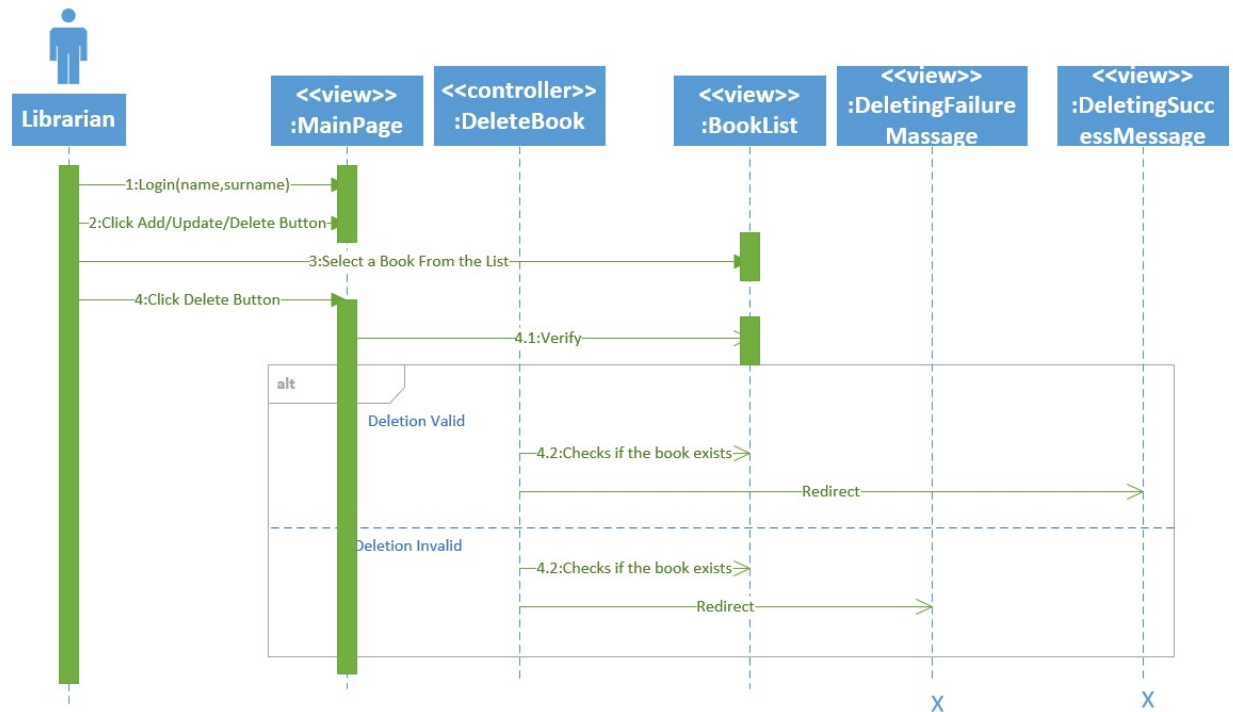 Librarian
<<view>>
:MainPage
<<controller>>
:DeleteBook
<<view>>
:BookList
<<view>>
:DeletingFailure
Massage
<<view>>
:DeletingSucc
essMessage
1:Login(name,surname)
2:Click Add/Update/Delete Button
3:Select a Book From the List
4:Click Delete Button
4.1:Verify
alt
Deletion Valid
4.2:Checks if the book exists
Redirect
Deletion Invalid
4.2:Checks if the book exists
Redirect
X
X